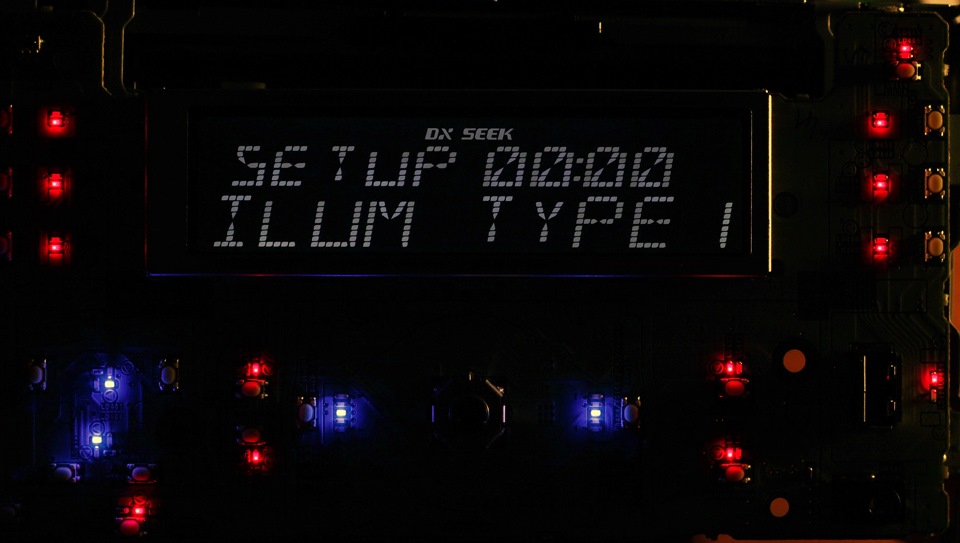 DX SEEK
SETUP 00:00
ILUM TYPE 1